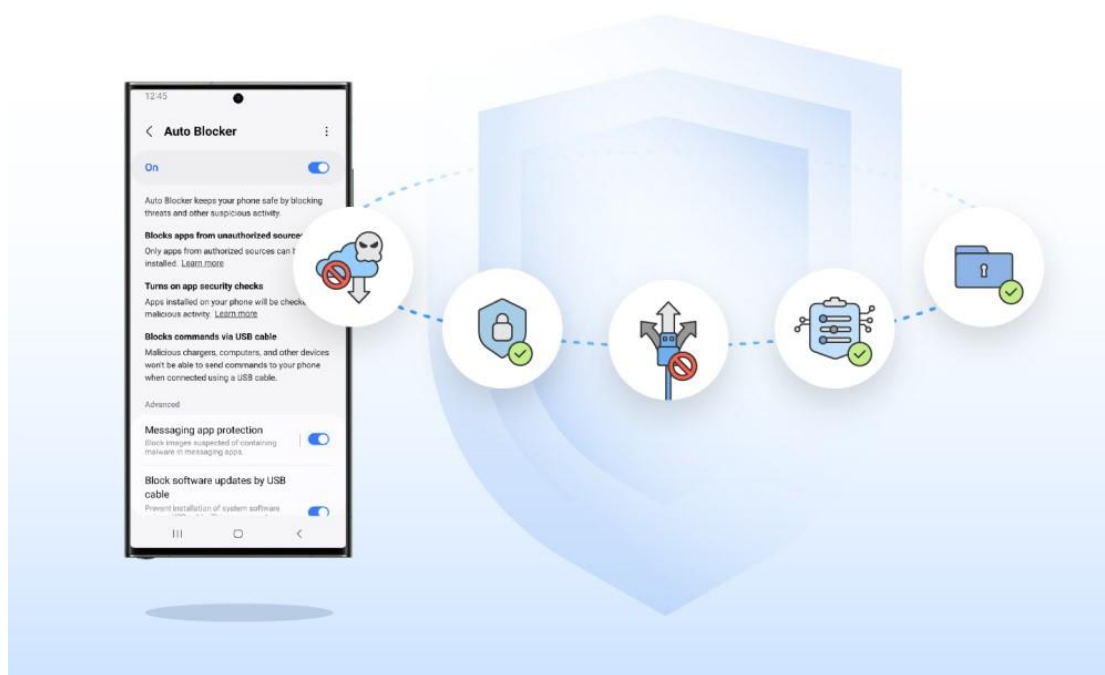 12:45
Auto Blocker
On
Auto Blocker keeps your phone safe by blocking
threats and other suspicious activity.
Blocks apps from unauthorized source
Only apps from authorized sources can
installed. Learn more
Turns on app security checks
Apps installed on your phone will be checke
malicious activity. Learn more
Blocks commands via USB cable
Malicious chargers, computers, and other devices
won't be able to send commands to your phone
when connected using a USB cable.
Advanced
Messaging app protection
Block images suspected of containing
malware in messaging apps.
Block software updates by USB
cable
Prevent installation of system software